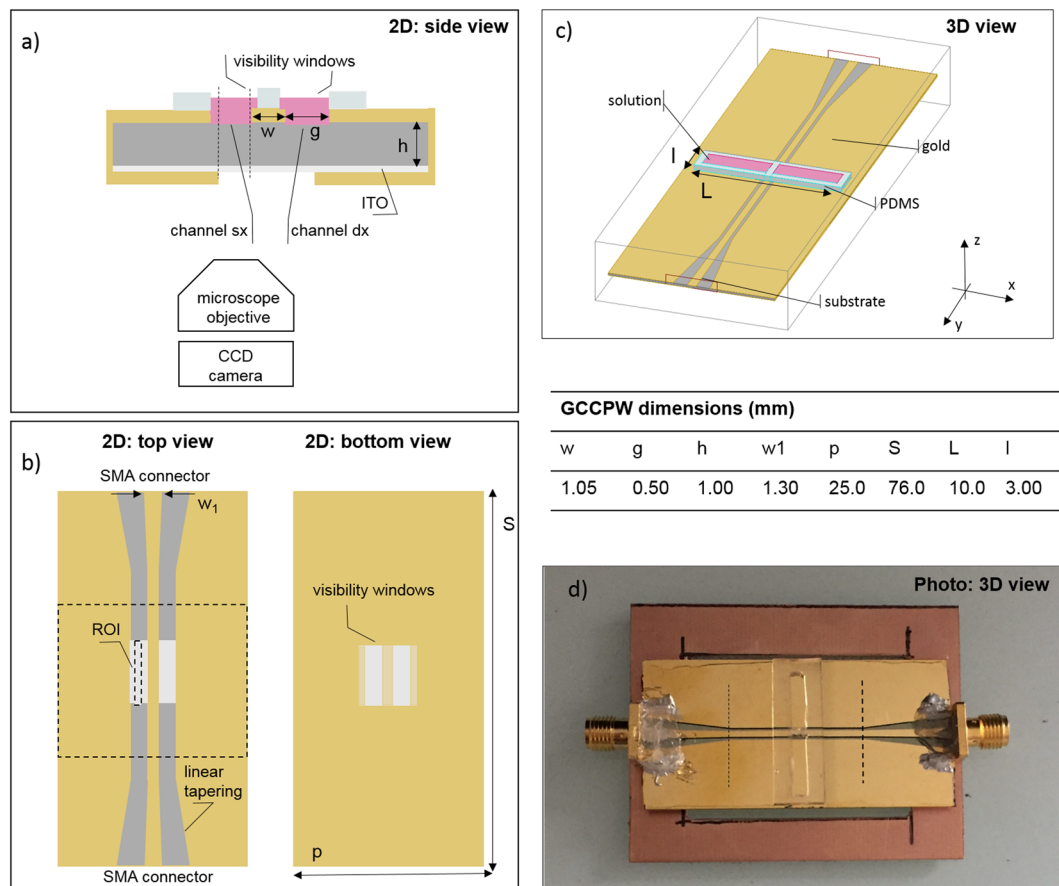 a)
2D: side view
visibility windows
w
g
h
ITO
channel sx
channel dx
microscope
objective
CCD
camera
b)
2D: top view
2D: bottom view
SMA connector
w1
S
visibility windows
ROI
linear
tapering
p
SMA connector
c)
3D view
solution
l
gold
L
PDMS
z
substrate
x
y
GCCPW dimensions (mm)
w g h w1 p S L l
1.05 0.50 1.00 1.30 25.0 76.0 10.0 3.00
d)
Photo: 3D view